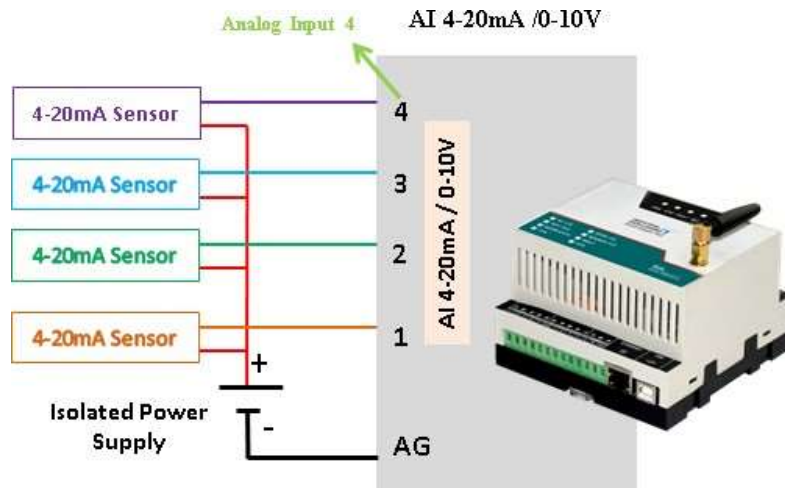 Analog Input 4
AI 4-20mA /0-10V
4-20mA Sensor
4
4-20mA Sensor
3
4-20mA Sensor
2
4-20mA Sensor
1
AI 4-20mA / 0-10V
+
Isolated Power
Supply
-
AG